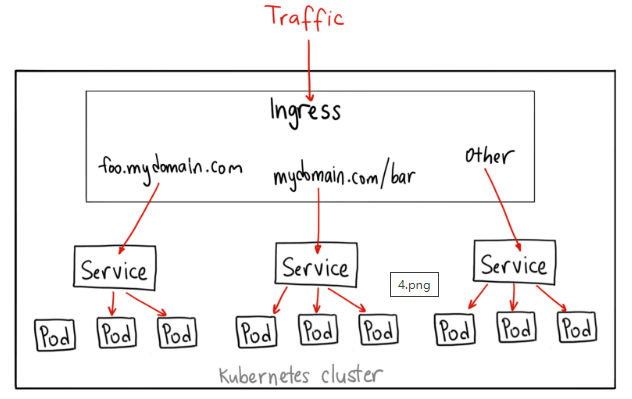 Traffic
Ingress
foo.mydomain.com
mydomain.com/bar
other
Service
Service
Service
4.png
Pod
Pod
Pod
Pod
Pod
Pod
Pod
Pod
Pod
Kubernetes cluster